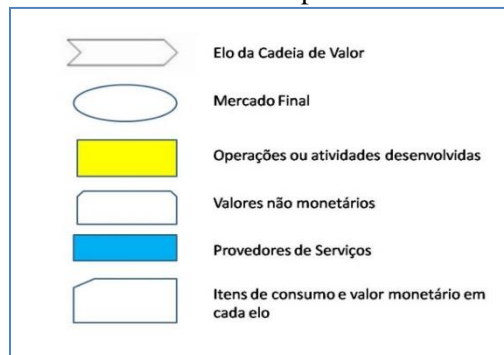 Elo da Cadeia de Valor
Mercado Final
Operações ou atividades desenvolvidas
Valores não monetários
Provedores de Serviços
Itens de consumo e valor monetário em
cada elo